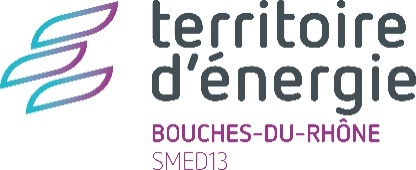 territoire
d'énergie
BOUCHES-DU-RHÔNE
SMED13